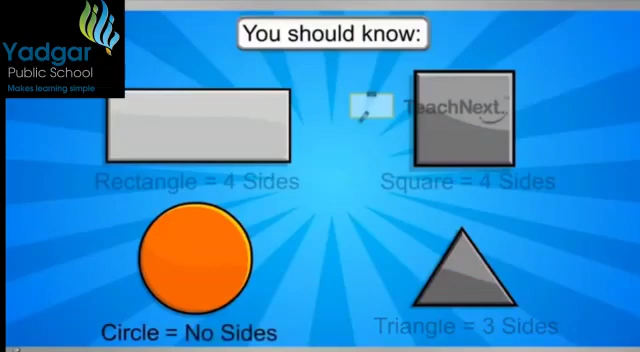 You should know:
Yadgar
Public School
Makes learning simple
TeachNext
Rectangle = 4 Sides
Square = 4 Sides
Circle = No Sides
Triangle = 3 Sides